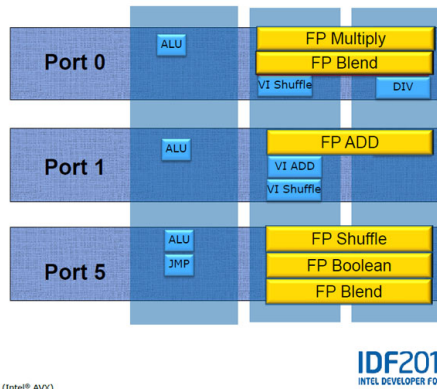 Port 0
ALU
FP Multiply
FP Blend
VI Shuffle
DIV
Port 1
ALU
FP ADD
VI ADD
VI Shuffle
Port 5
ALU
JMP
FP Shuffle
FP Boolean
FP Blend
IDF201
INTEL DEVELOPER FO
(Intel® AVX)